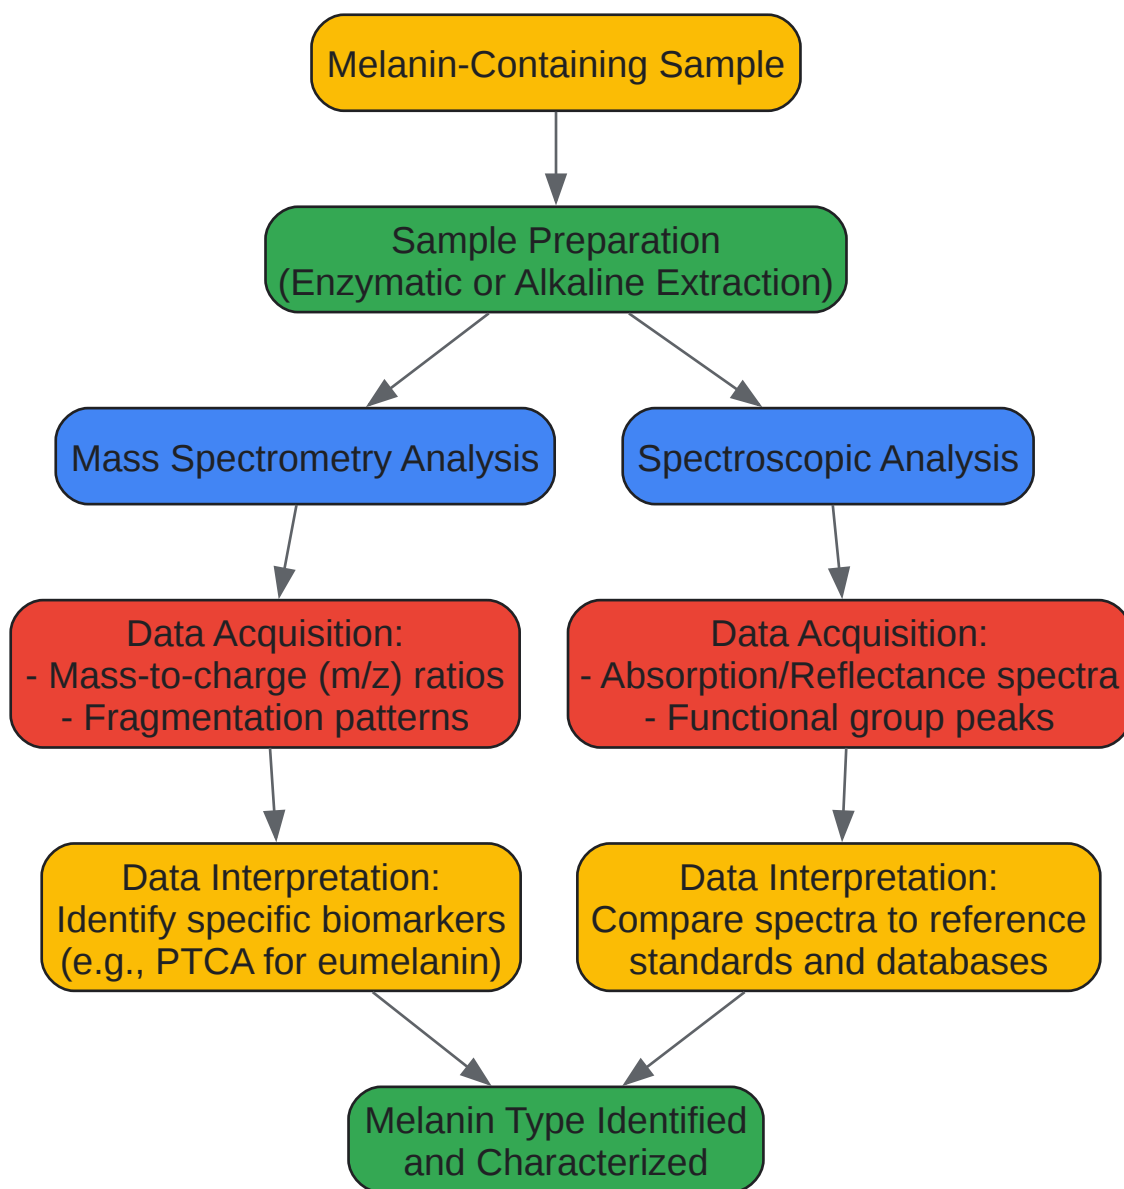 Melanin-Containing Sample
Sample Preparation
(Enzymatic or Alkaline Extraction)
Mass Spectrometry Analysis
Spectroscopic Analysis
Data Acquisition:
- Mass-to-charge (m/z) ratios
- Fragmentation patterns
Data Acquisition:
- Absorption/Reflectance spectra
- Functional group peaks
Data Interpretation:
Identify specific biomarkers
(e.g., PTCA for eumelanin)
Data Interpretation:
Compare spectra to reference
standards and databases
Melanin Type Identified
and Characterized